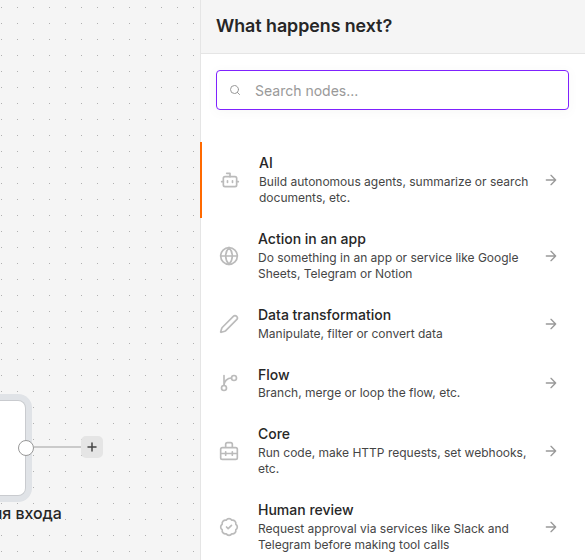 What happens next?
Search nodes...
AI
Build autonomous agents, summarize or search
documents, etc.
Action in an app
Do something in an app or service like Google
Sheets, Telegram or Notion
Data transformation
Manipulate, filter or convert data
Flow
Branch, merge or loop the flow, etc.
Core
Run code, make HTTP requests, set webhooks,
etc.
Human review
Request approval via services like Slack and
Telegram before making tool calls
входа